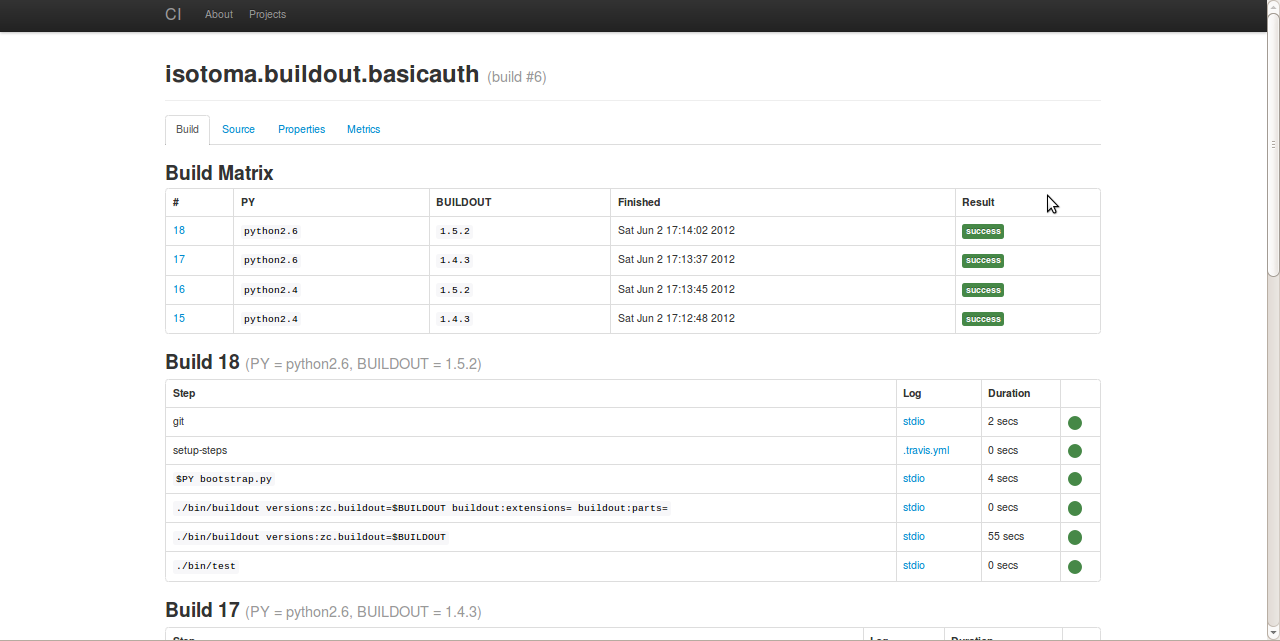 CI About Projects
isotoma.buildout.basicauth (build #6)
Build Source Properties Metrics
Build Matrix
# PY BUILDOUT Finished Result
18 python2.6 1.5.2 Sat Jun 2 17:14:02 2012 success
17 python2.6 1.4.3 Sat Jun 2 17:13:37 2012 success
16 python2.4 1.5.2 Sat Jun 2 17:13:45 2012 success
15 python2.4 1.4.3 Sat Jun 2 17:12:48 2012 success
Build 18 (PY = python2.6, BUILDOUT = 1.5.2)
Step Log Duration
git stdio 2 secs
setup-steps .travis.yml 0 secs
$PY bootstrap.py stdio 4 secs
./bin/buildout versions:zc.buildout=$BUILDOUT buildout:extensions= buildout:parts= stdio 0 secs
./bin/buildout versions:zc.buildout=$BUILDOUT stdio 55 secs
./bin/test stdio 0 secs
Build 17 (PY = python2.6, BUILDOUT = 1.4.3)
Step Log Duration